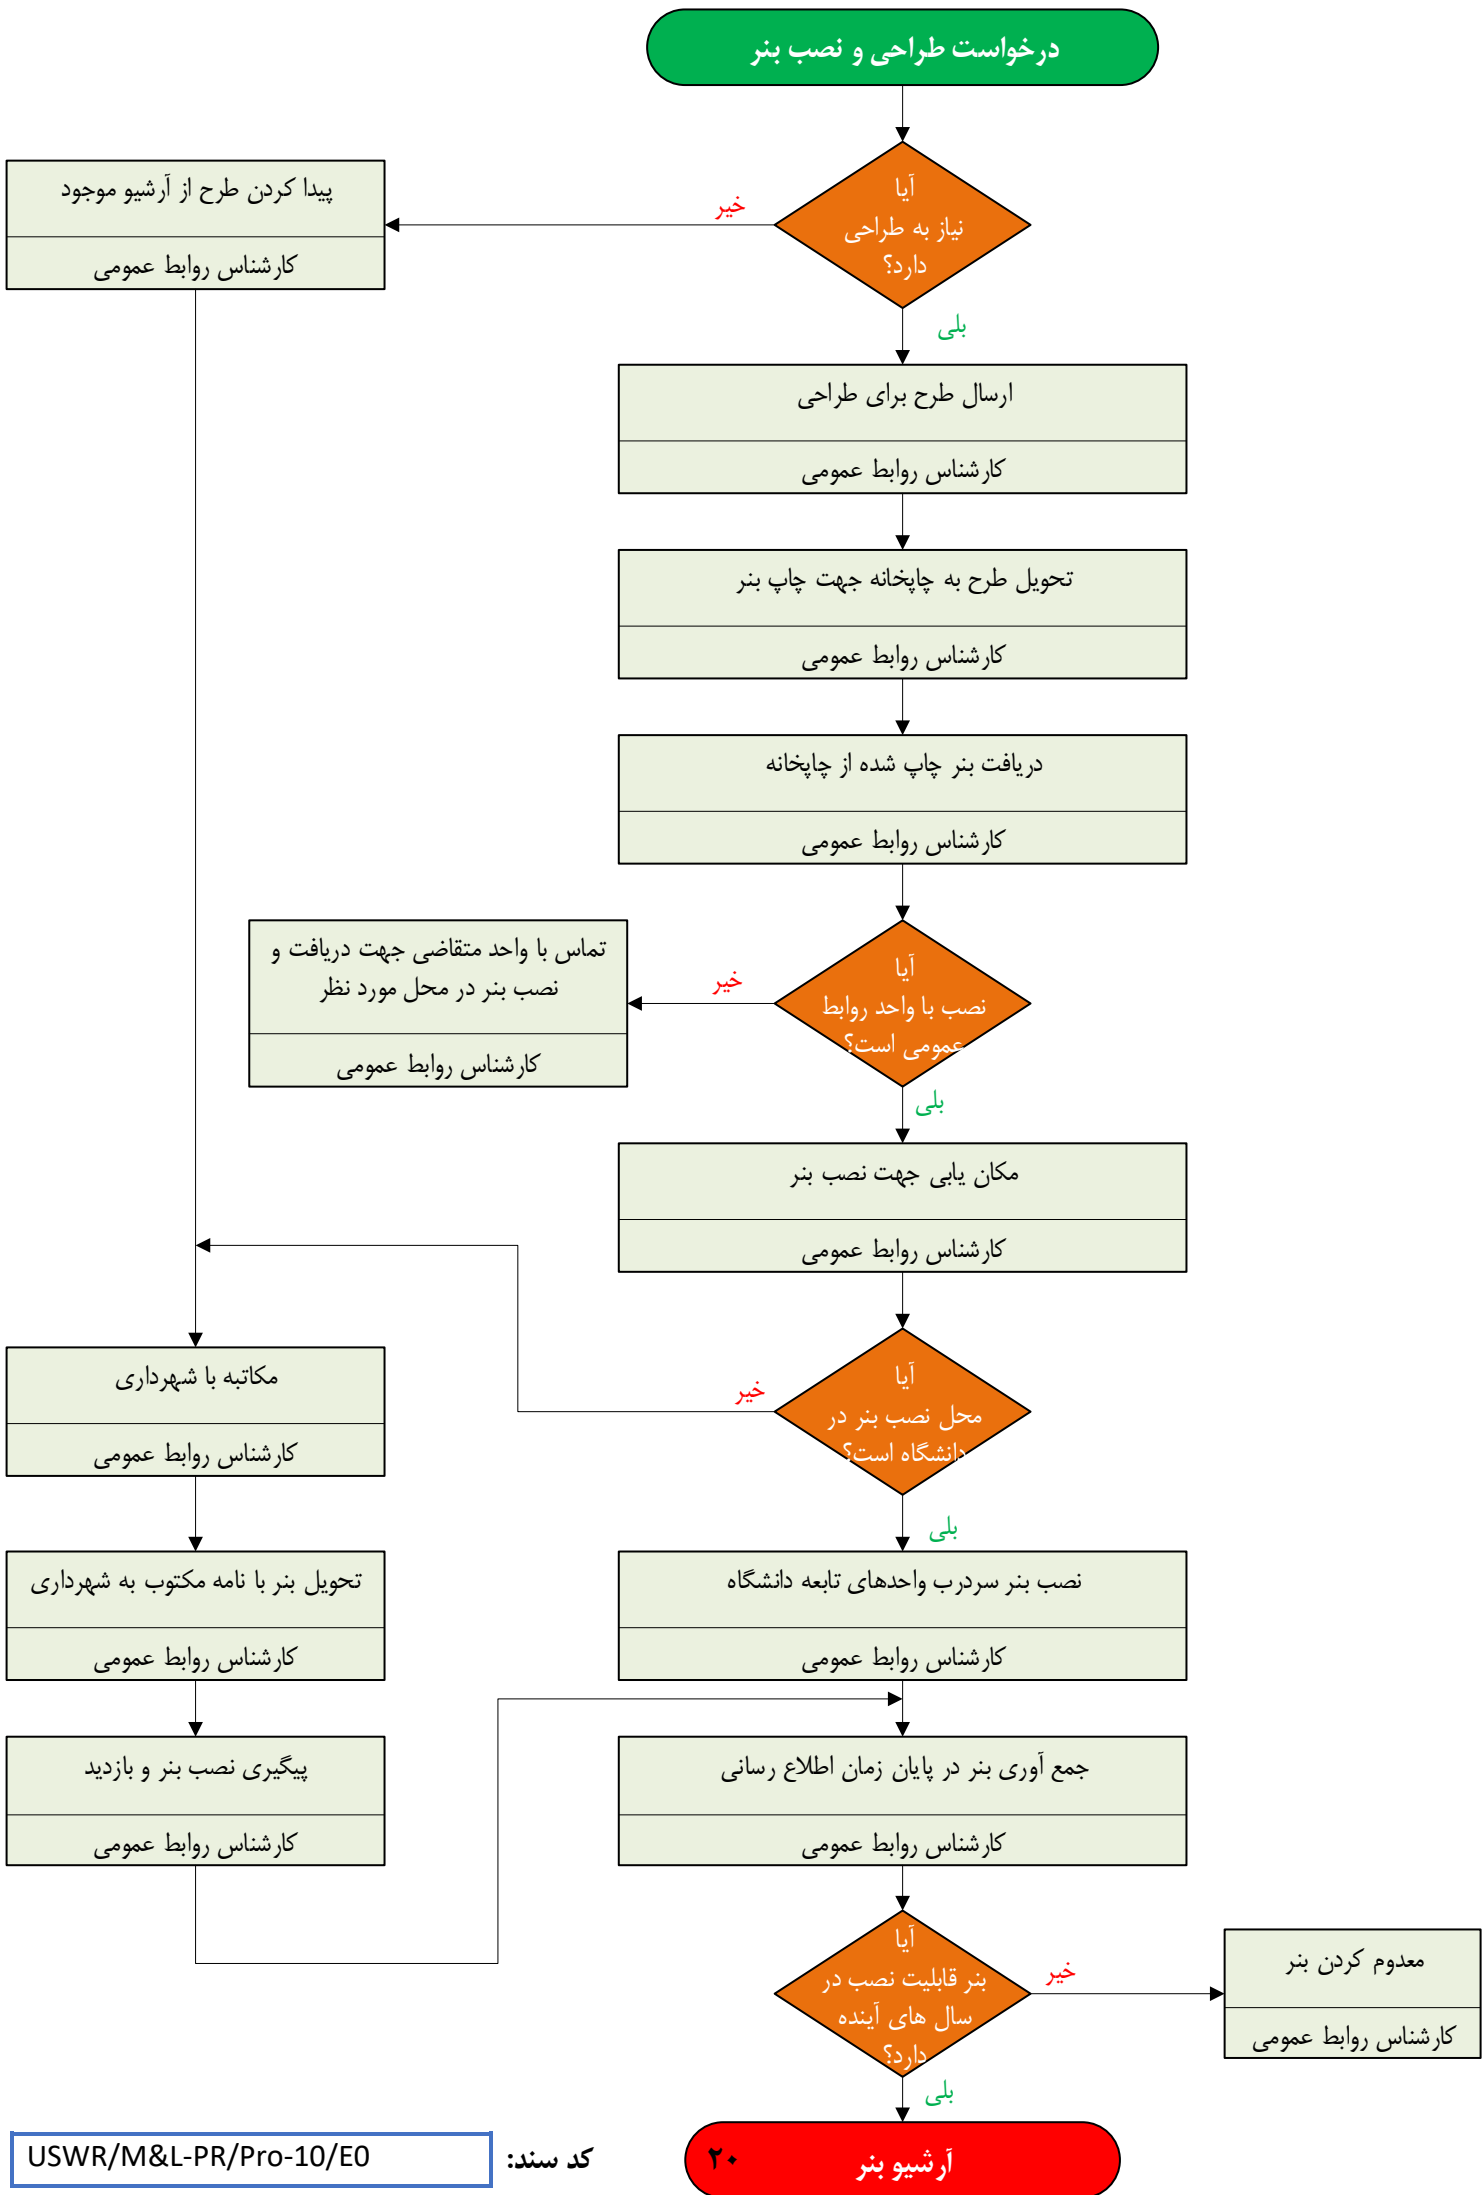 درخواست طراحی و نصب بنر
آیا
نیاز به طراحی
دارد؟
خیر
پیدا کردن طرح از آرشیو موجود
کارشناس روابط عمومی
بلی
ارسال طرح برای طراحی
کارشناس روابط عمومی
تحویل طرح به چاپخانه جهت چاپ بنر
کارشناس روابط عمومی
دریافت بنر چاپ شده از چاپخانه
کارشناس روابط عمومی
آیا
نصب با واحد روابط
عمومی است؟
خیر
تماس با واحد متقاضی جهت دریافت و
نصب بنر در محل مورد نظر
کارشناس روابط عمومی
بلی
مکان یابی جهت نصب بنر
کارشناس روابط عمومی
آیا
محل نصب بنر در
دانشگاه است؟
خیر
مکاتبه با شهرداری
کارشناس روابط عمومی
بلی
نصب بنر سردرب واحدهای تابعه دانشگاه
کارشناس روابط عمومی
تحویل بنر با نامه مکتوب به شهرداری
کارشناس روابط عمومی
جمع آوری بنر در پایان زمان اطلاع رسانی
کارشناس روابط عمومی
پیگیری نصب بنر و بازدید
کارشناس روابط عمومی
آیا
بنر قابلیت نصب در
سال های آینده
دارد؟
خیر
معدوم کردن بنر
کارشناس روابط عمومی
بلی
آرشیو بنر
۲۰
کد سند:
USWR/M&L-PR/Pro-10/E0